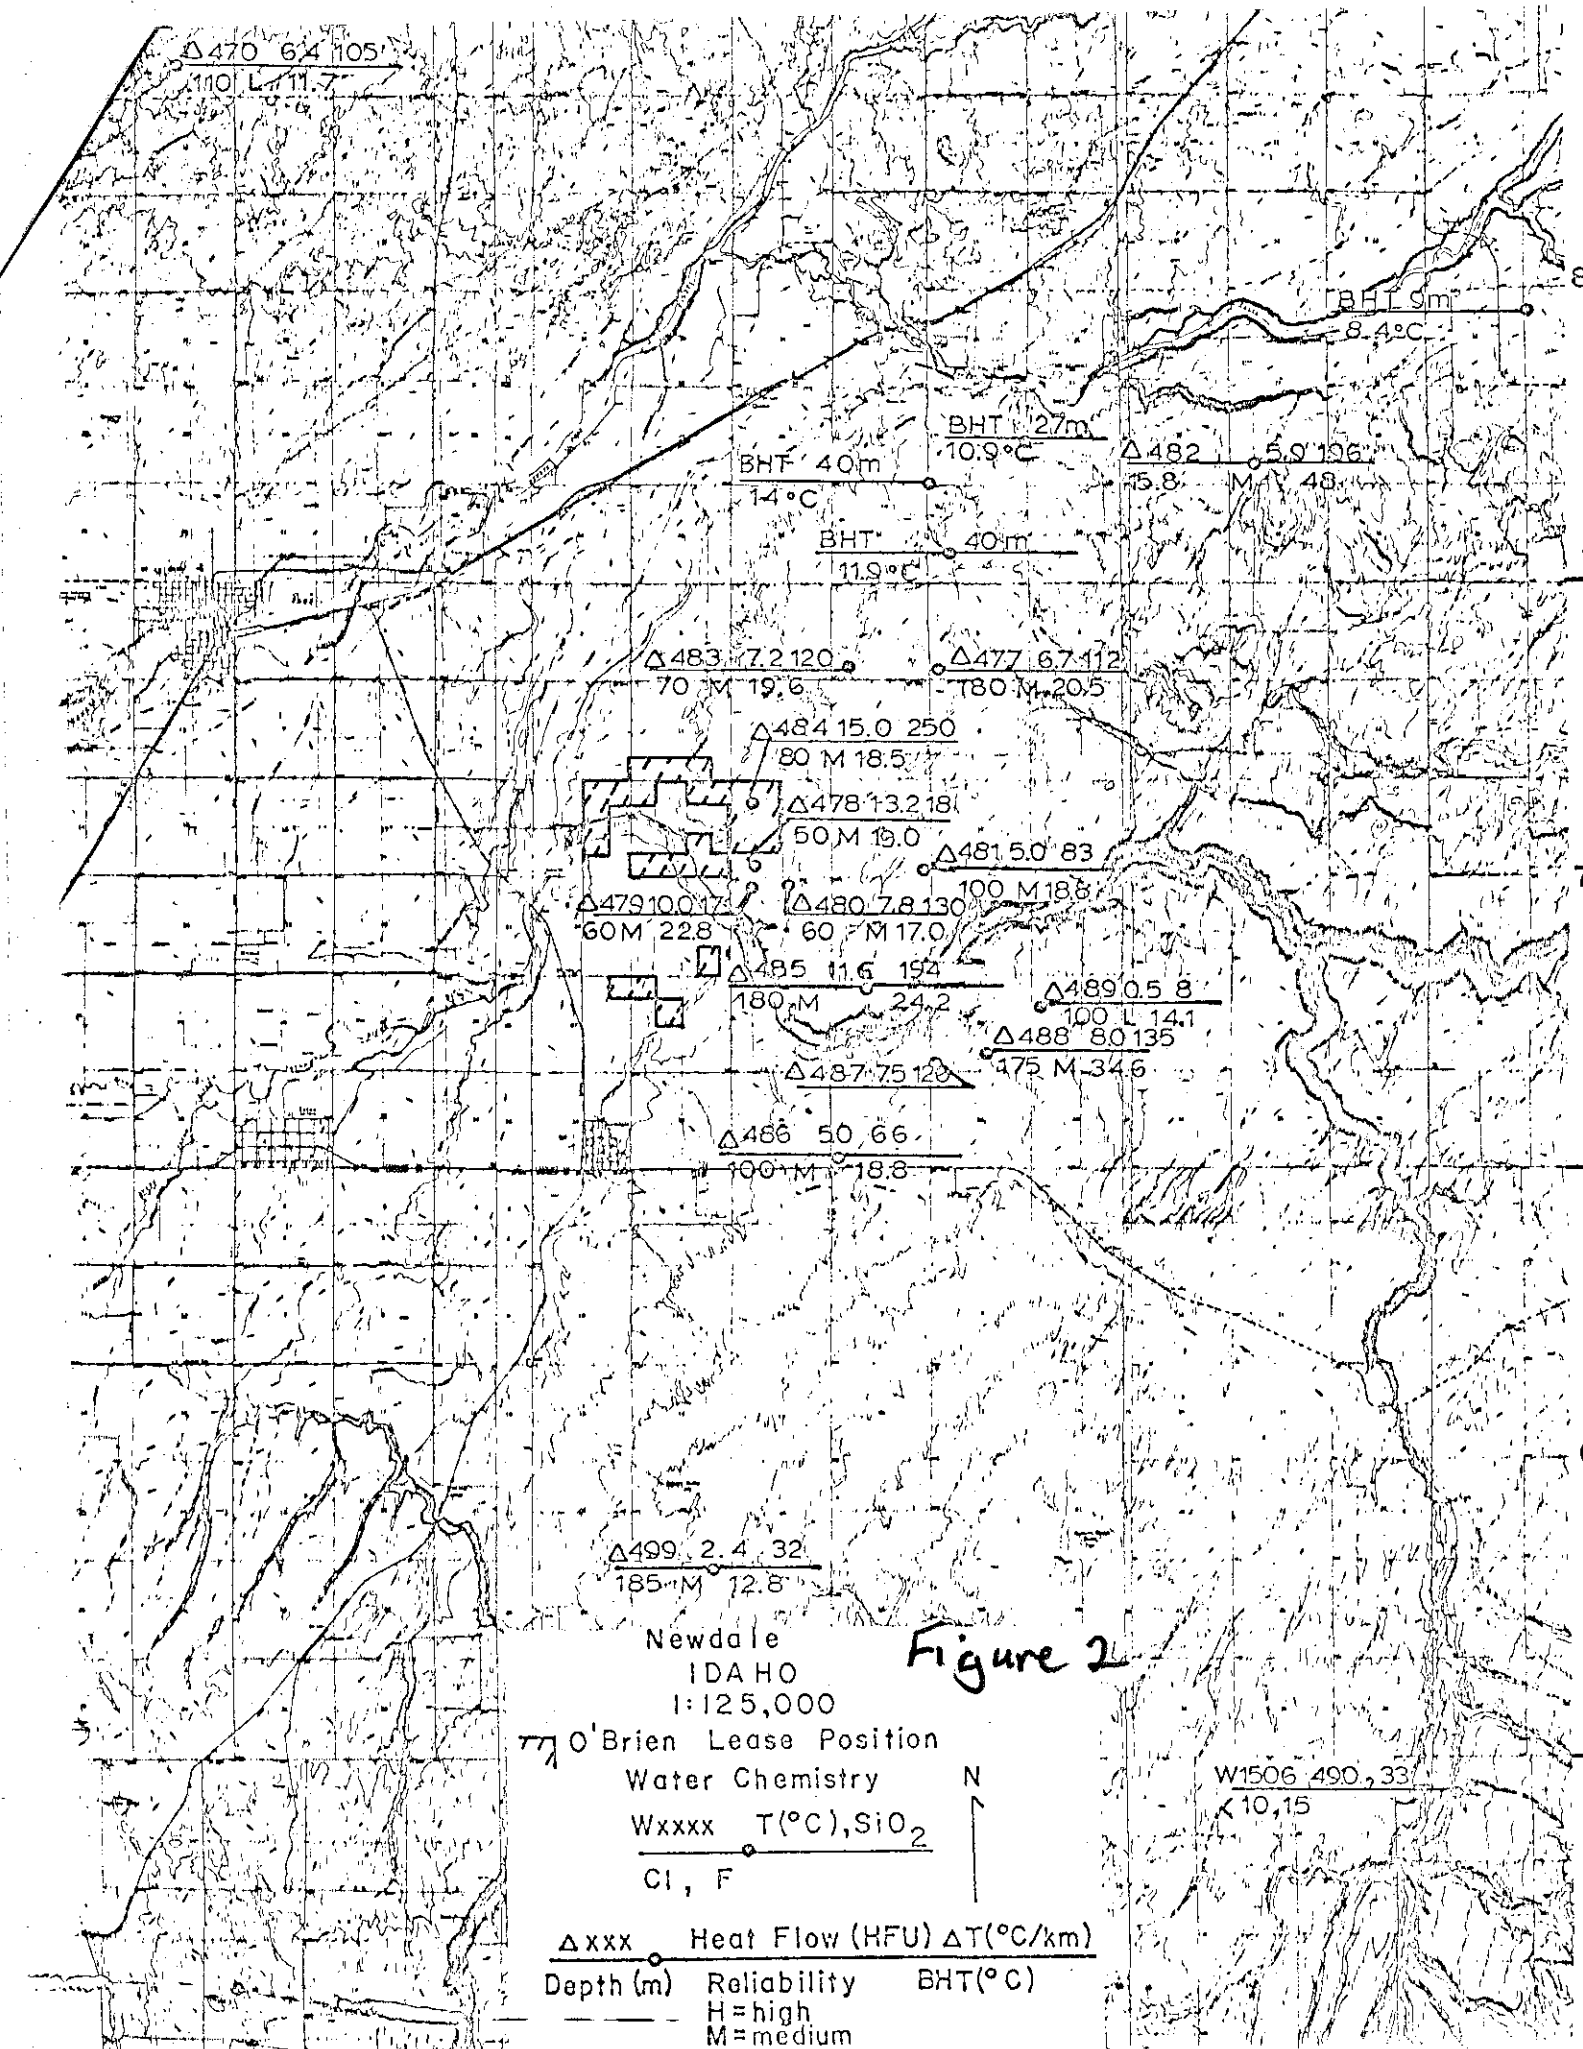 Δ470 6.4 105
110 L 11.7
8
BHT 9m
8.4°C
BHT 27m
10.9°C
Δ482 5.9 196
15.8 M 48
BHT 40m
14°C
BHT 40m
11.9°C
Δ483 7.2 120
70 M 19.6
Δ477 6.7 112
180 M 20.5
Δ484 15.0 250
80 M 18.5
Δ478 13.2 18
50 M 19.0
Δ481 5.0 83
100 M 18.8
Δ479 10.0 17
60 M 22.8
Δ480 7.8 130
60 M 17.0
Δ485 11.6 194
180 M 24.2
Δ489 0.5 8
100 L 14.1
Δ488 8.0 135
175 M 34.6
Δ487 7.5 12
Δ486 5.0 66
100 M 18.8
Δ499 2.4 32
185 M 12.8
Newdale
IDAHO
1:125,000
Figure 2
O'Brien Lease Position
Water Chemistry
N
Wxxxx T(°C), SiO2
Cl, F
W1506 490, 33
10,15
Δxxx Heat Flow (HFU) ΔT(°C/km)
Depth (m) Reliability BHT(°C)
H = high
M = medium